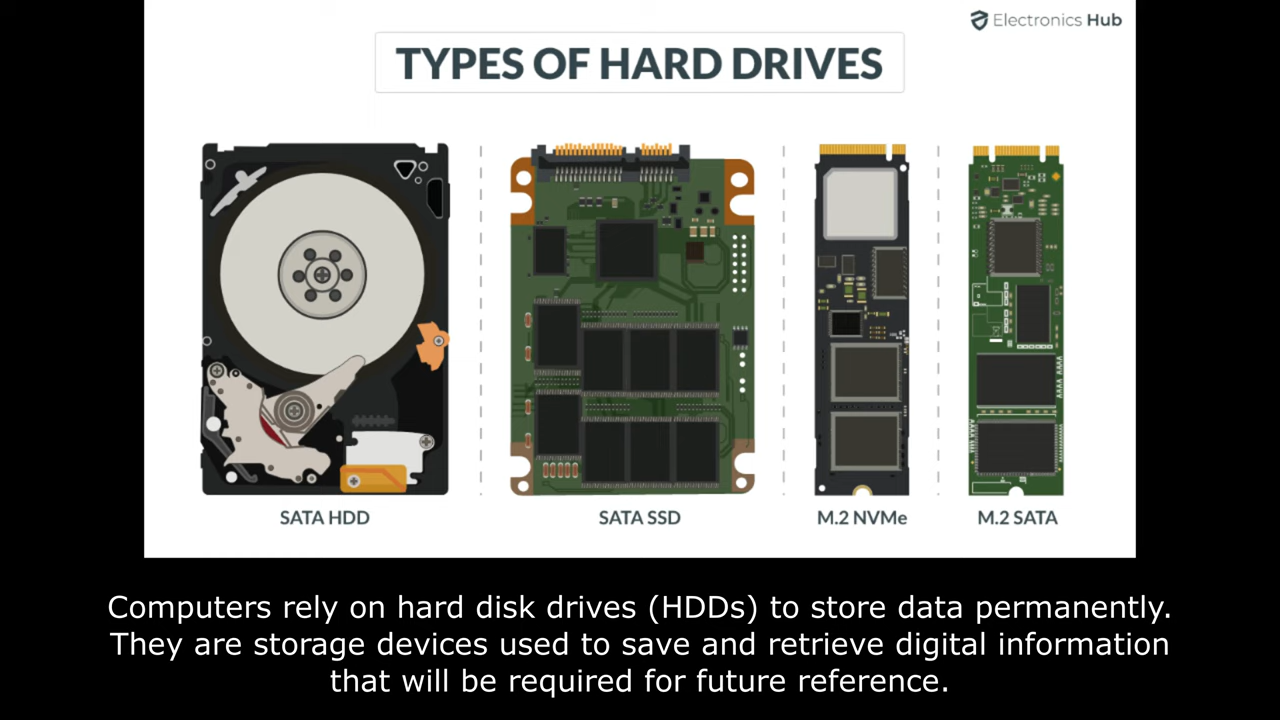 Electronics Hub
TYPES OF HARD DRIVES
SATA HDD
SATA SSD
M.2 NVMe
M.2 SATA
Computers rely on hard disk drives (HDDs) to store data permanently.
They are storage devices used to save and retrieve digital information
that will be required for future reference.